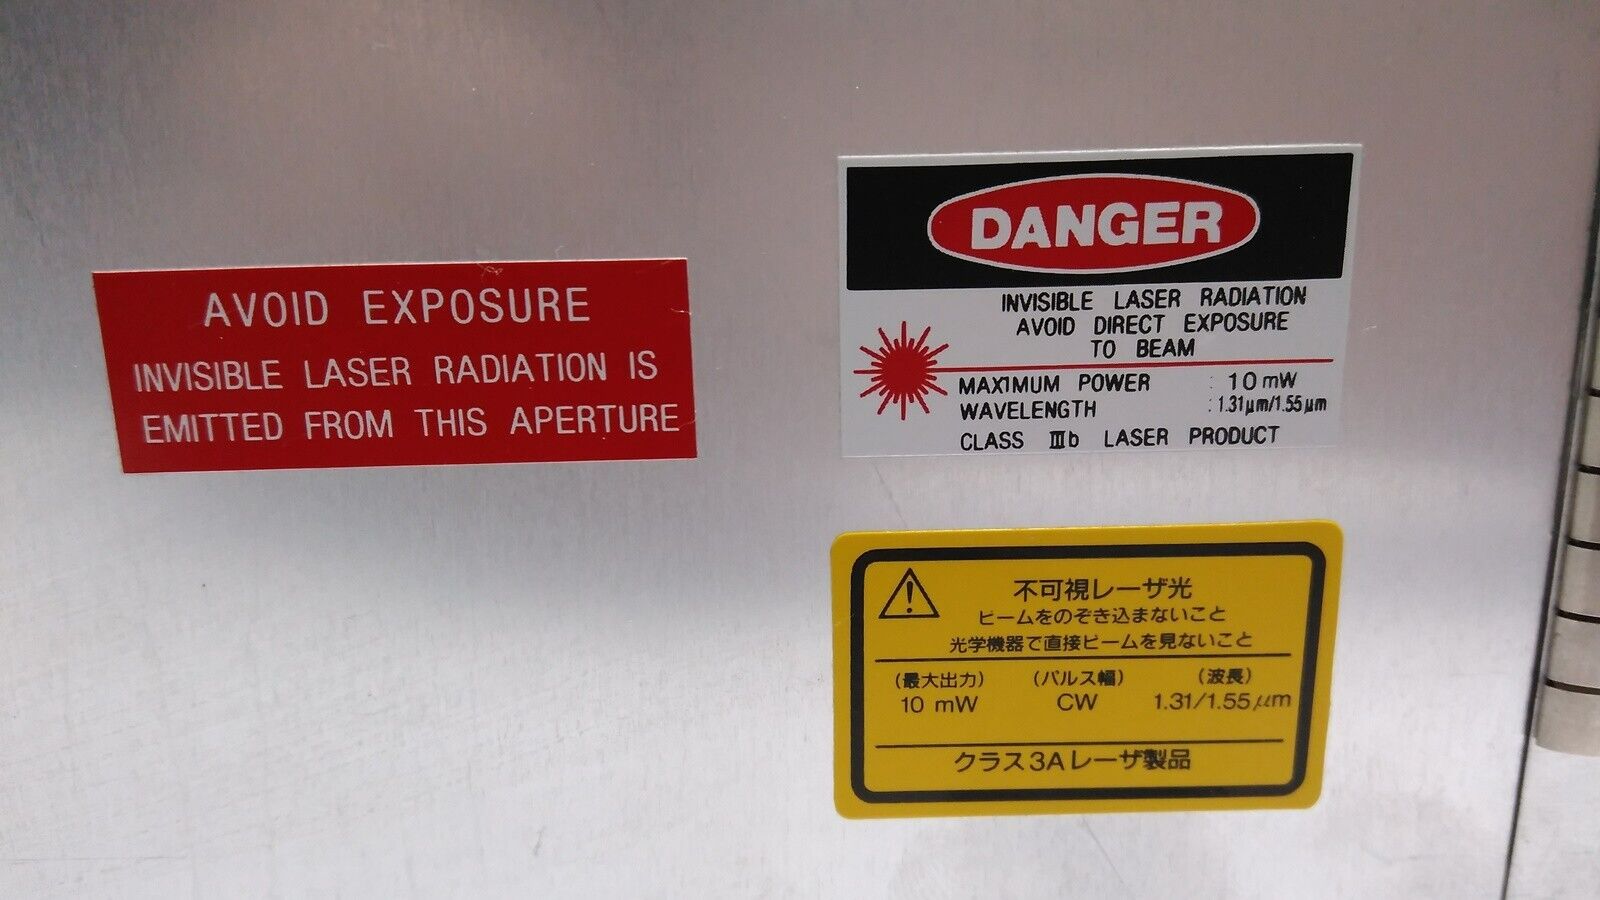 AVOID EXPOSURE
INVISIBLE LASER RADIATION IS
EMITTED FROM THIS APERTURE
DANGER
INVISIBLE LASER RADIATION
AVOID DIRECT EXPOSURE
TO BEAM
MAXIMUM POWER : 10mW
WAVELENGTH : 1.31μm/1.55μm
CLASS Ⅲb LASER PRODUCT
不可視レーザ光
ビームをのぞき込まないこと
光学機器で直接ビームを見ないこと
(最大出力) (パルス幅) (波長)
10 mW CW 1.31/1.55μm
クラス3Aレーザ製品